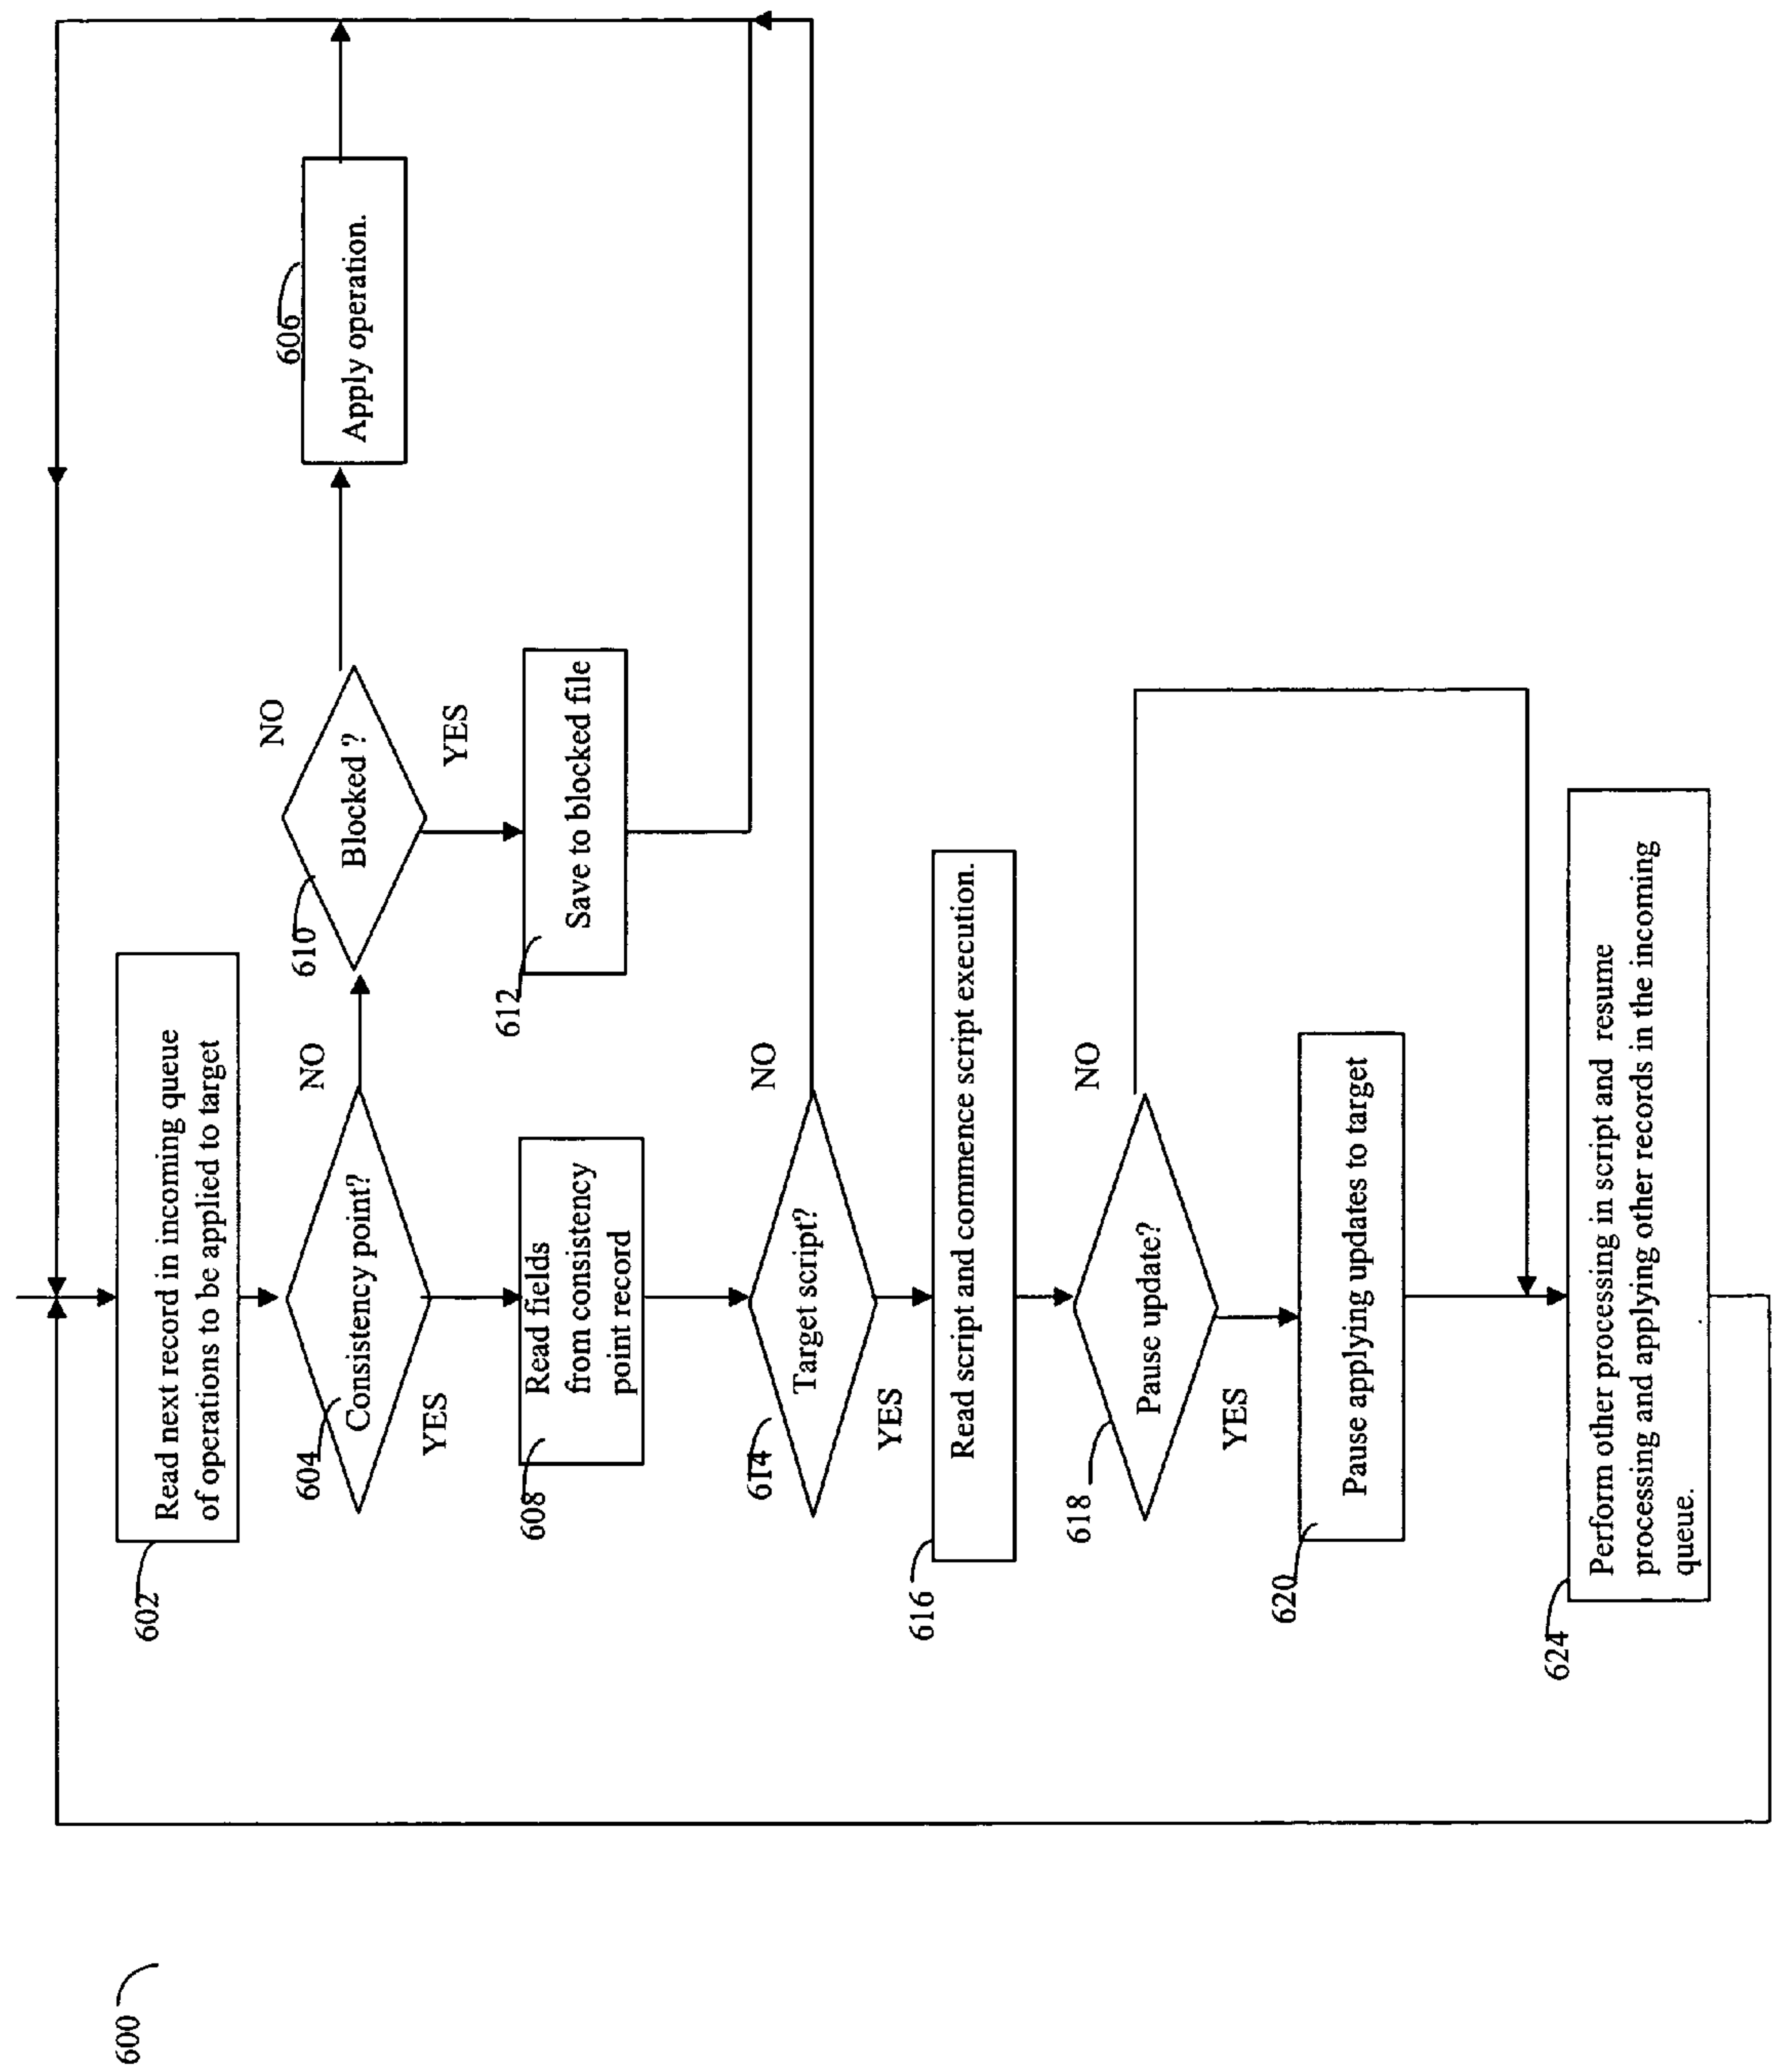 600
602
Read next record in incoming queue
of operations to be applied to target
604
Consistency point?
NO
YES
610
Blocked ?
NO
YES
606
Apply operation.
612
Save to blocked file
608
Read fields
from consistency
point record
614
Target script?
NO
YES
616
Read script and commence script execution.
618
Pause update?
NO
YES
620
Pause applying updates to target
624
Perform other processing in script and resume
processing and applying other records in the incoming
queue.